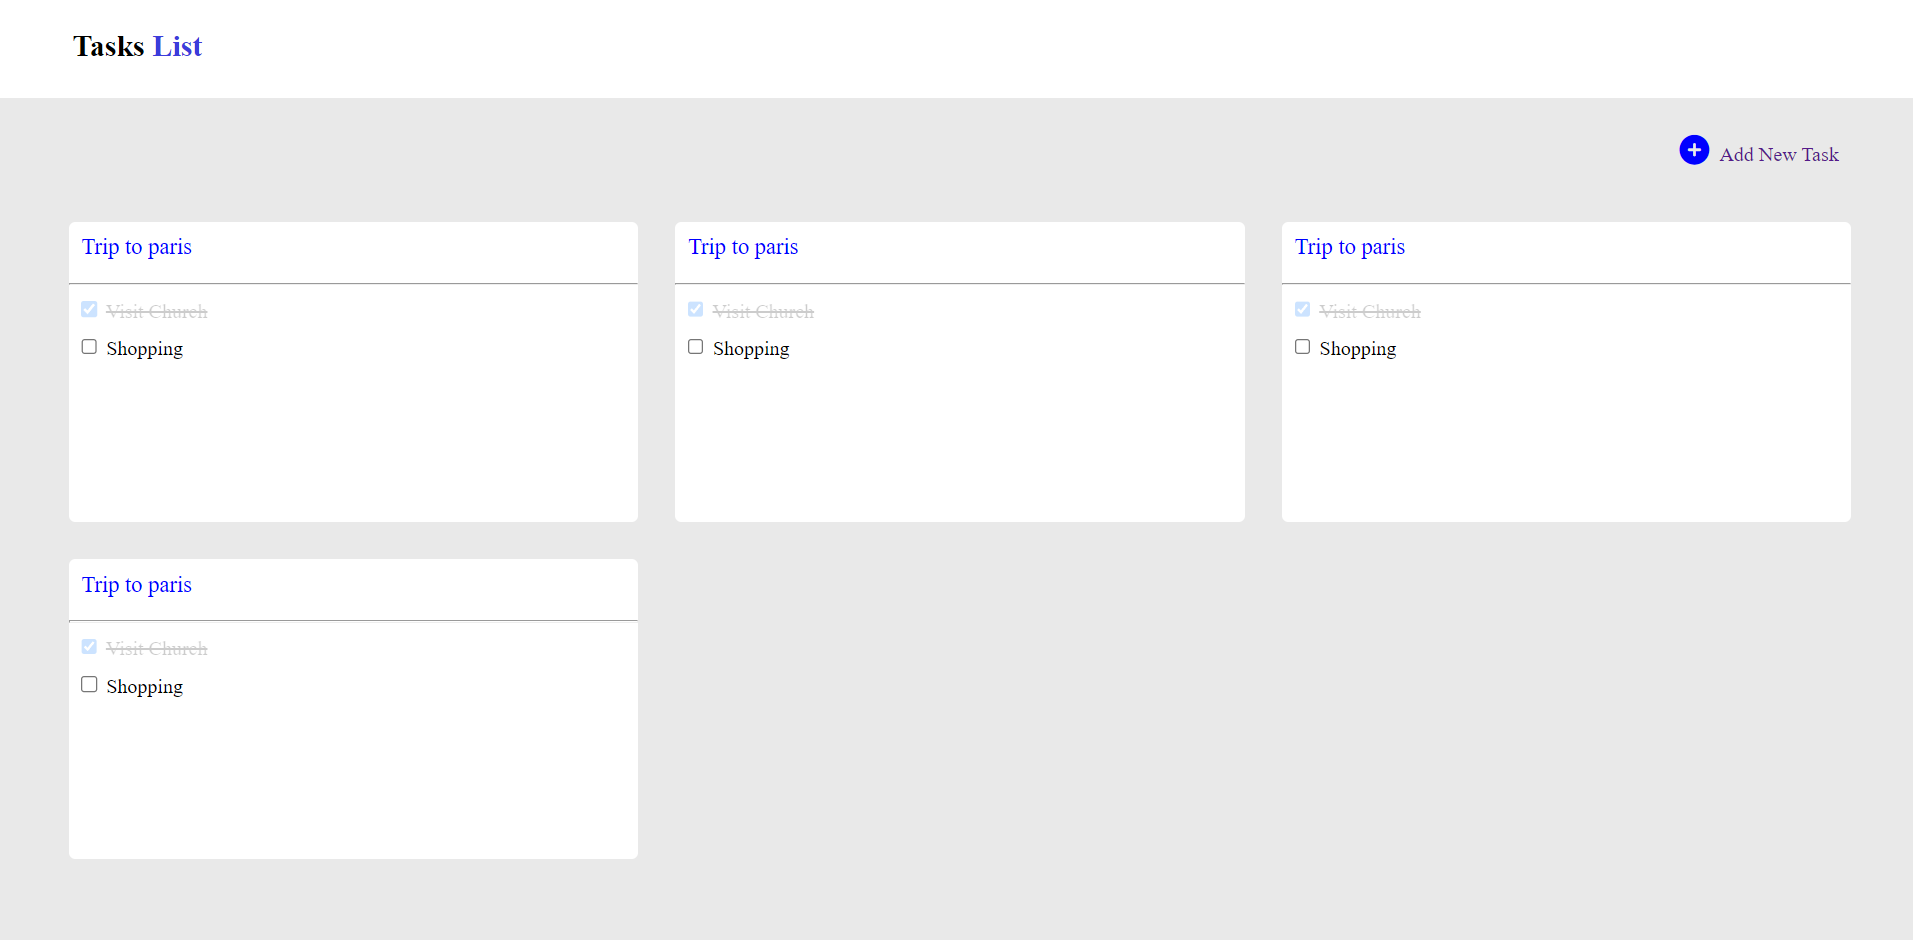 Tasks List
Add New Task
Trip to paris
Visit Church
Shopping
Trip to paris
Visit Church
Shopping
Trip to paris
Visit Church
Shopping
Trip to paris
Visit Church
Shopping